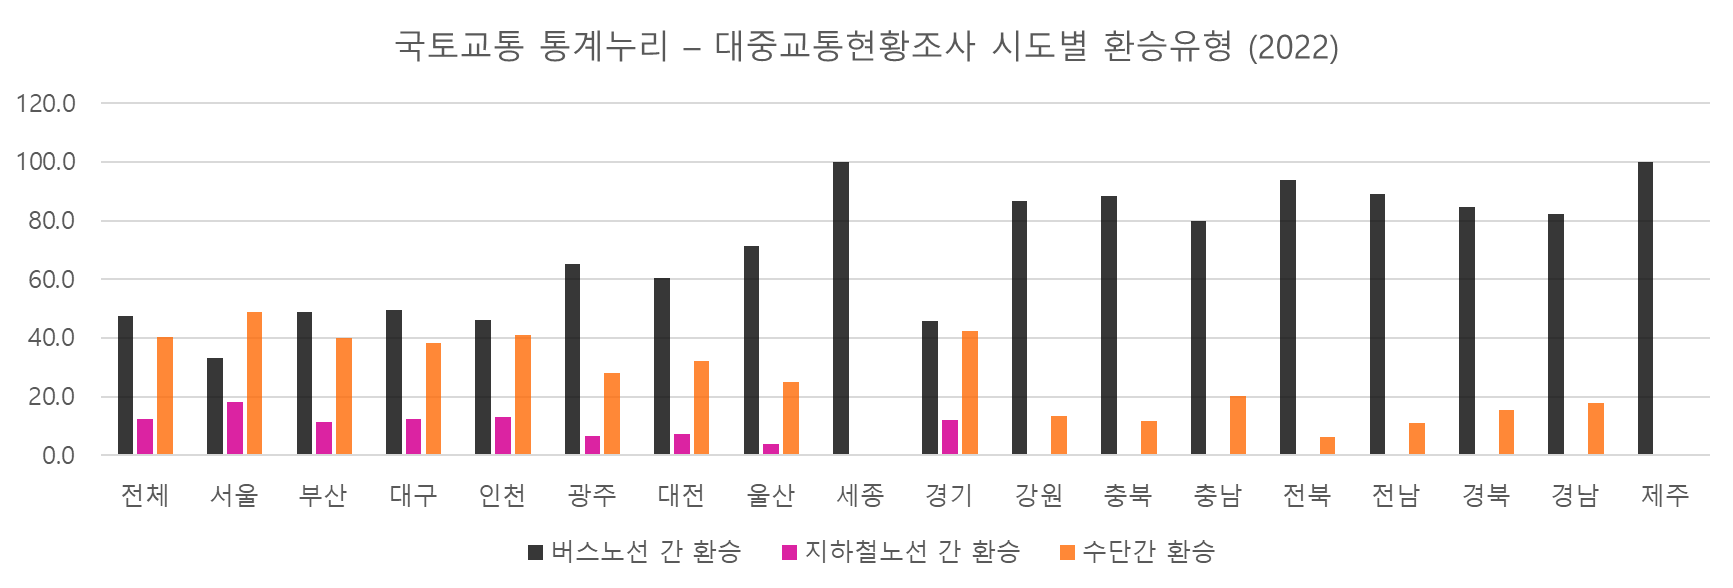 국토교통 통계누리 – 대중교통현황조사 시도별 환승유형 (2022)
120.0
100.0
80.0
60.0
40.0
20.0
0.0
전체 서울 부산 대구 인천 광주 대전 울산 세종 경기 강원 충북 충남 전북 전남 경북 경남 제주
버스노선 간 환승 지하철노선 간 환승 수단간 환승